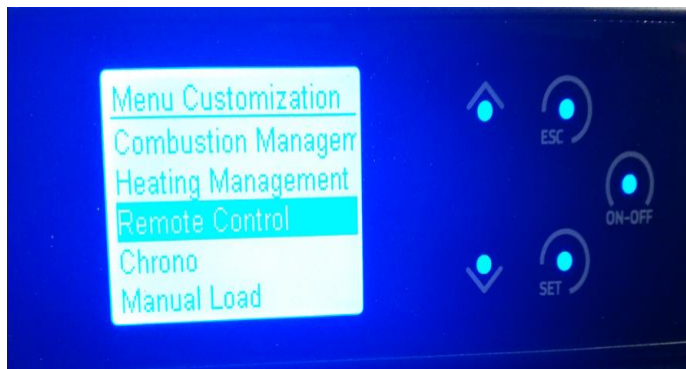 Menu Customization
Combustion Managem
Heating Management
Remote Control
Chrono
Manual Load
ESC
ON-OFF
SET